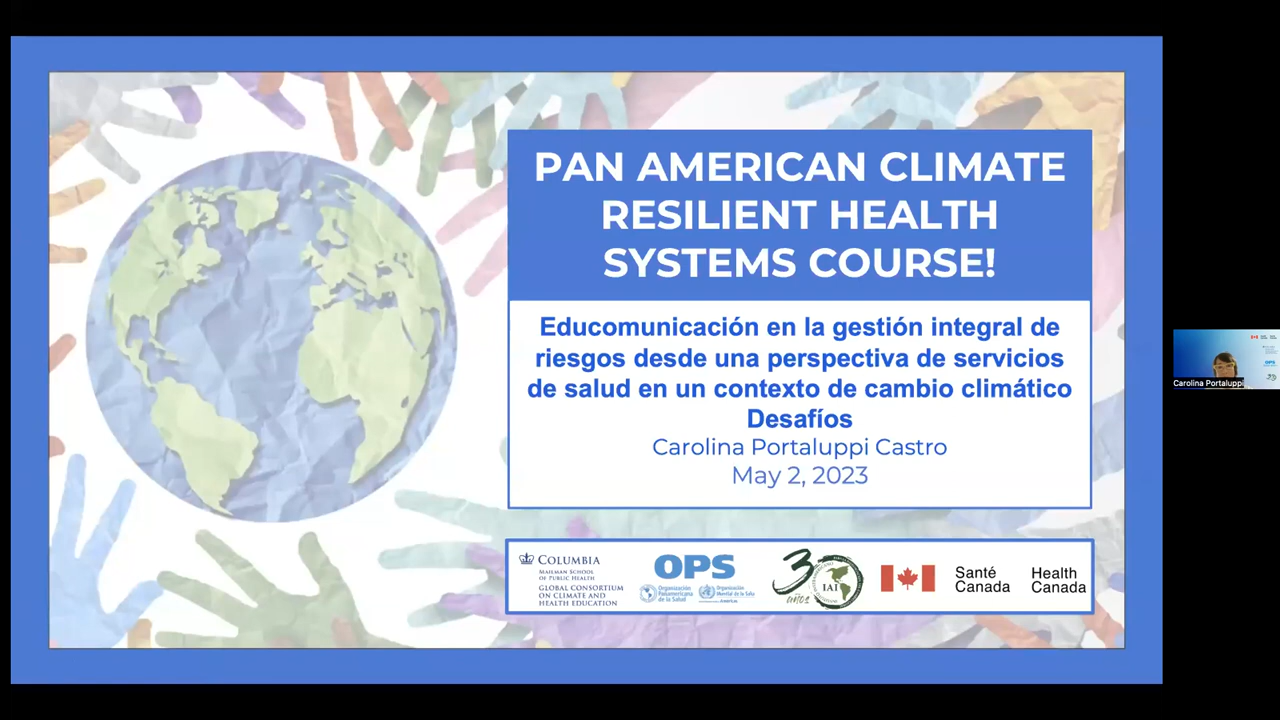 PAN AMERICAN CLIMATE
RESILIENT HEALTH
SYSTEMS COURSE!
Educomunicación en la gestión integral de
riesgos desde una perspectiva de servicios
de salud en un contexto de cambio climático
Desafíos
Carolina Portaluppi Castro
May 2, 2023
COLUMBIA
MAILMAN SCHOOL
OF PUBLIC HEALTH
GLOBAL CONSORTIUM
ON CLIMATE AND
HEALTH EDUCATION
OPS
Organización
Panamericana
de la Salud
Organización
Mundial de la Salud
30
años
IAI
Santé
Canada
Health
Canada
OPS
Carolina Portaluppi